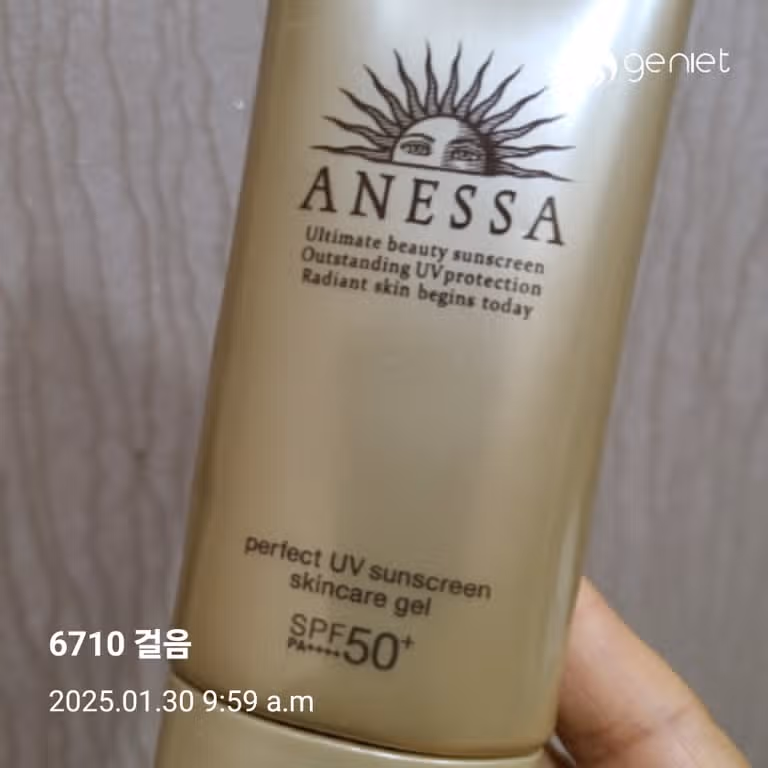 geniet
ANESSA
Ultimate beauty sunscreen
Outstanding UV protection
Radiant skin begins today
perfect UV sunscreen
skincare gel
SPF50+
PA++++
6710 걸음
2025.01.30 9:59 a.m